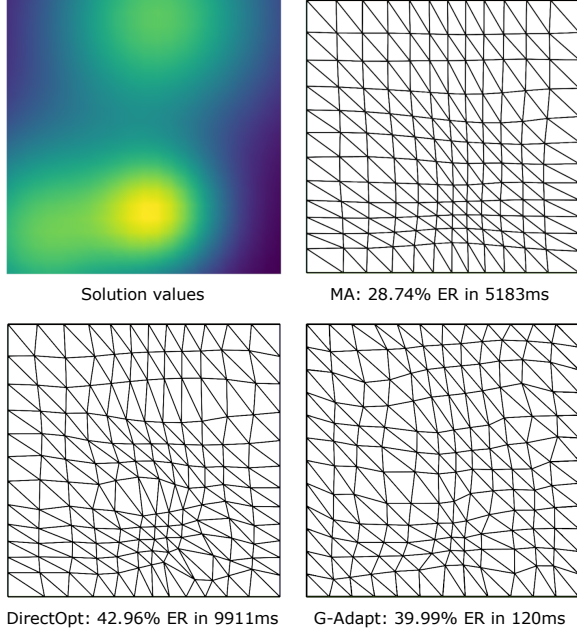 Solution values
MA: 28.74% ER in 5183ms
DirectOpt: 42.96% ER in 9911ms
G-Adapt: 39.99% ER in 120ms